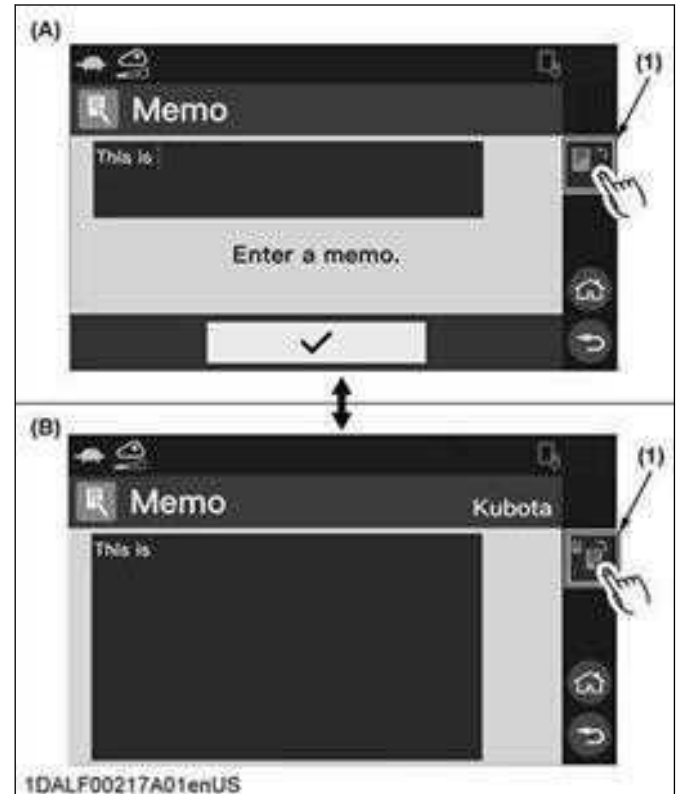 (A)
(1)
Memo
This is
Enter a memo.
(B)
(1)
Memo
Kubota
This is
1DALF00217A01enUS